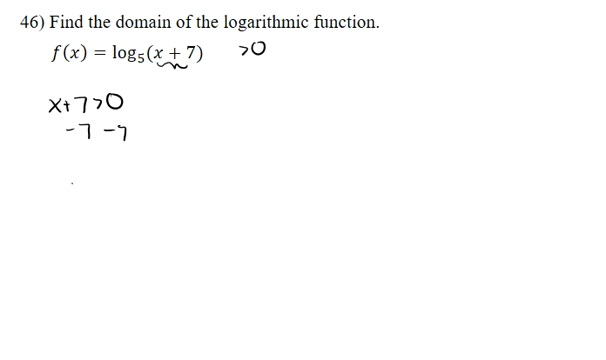 46) Find the domain of the logarithmic function.
f(x) = log₅(x + 7) >0
x+7>0
-7 -7